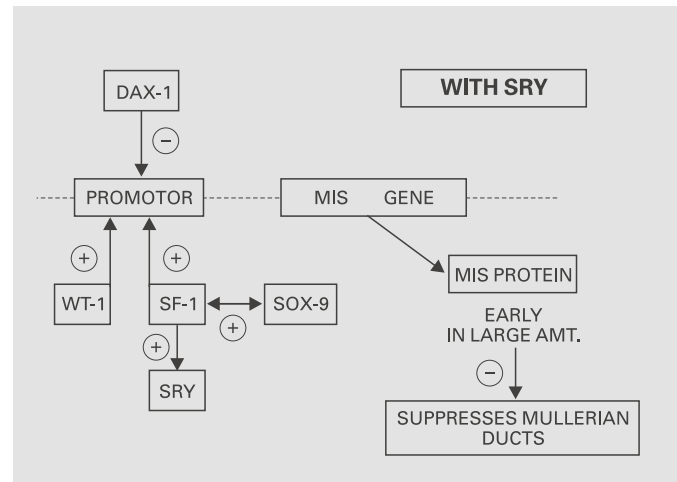 WITH SRY
DAX-1
−
PROMOTOR
MIS GENE
+
+
MIS PROTEIN
WT-1
SF-1
SOX-9
+
EARLY
IN LARGE AMT.
+
−
SRY
SUPPRESSES MULLERIAN
DUCTS